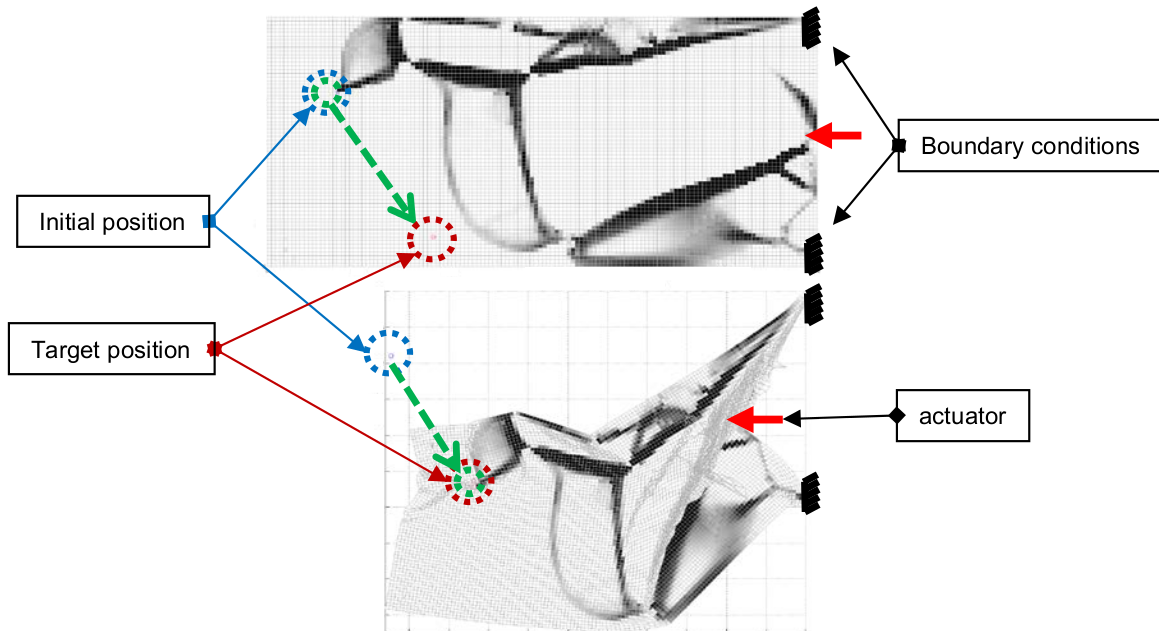 Boundary conditions
Initial position
Target position
actuator